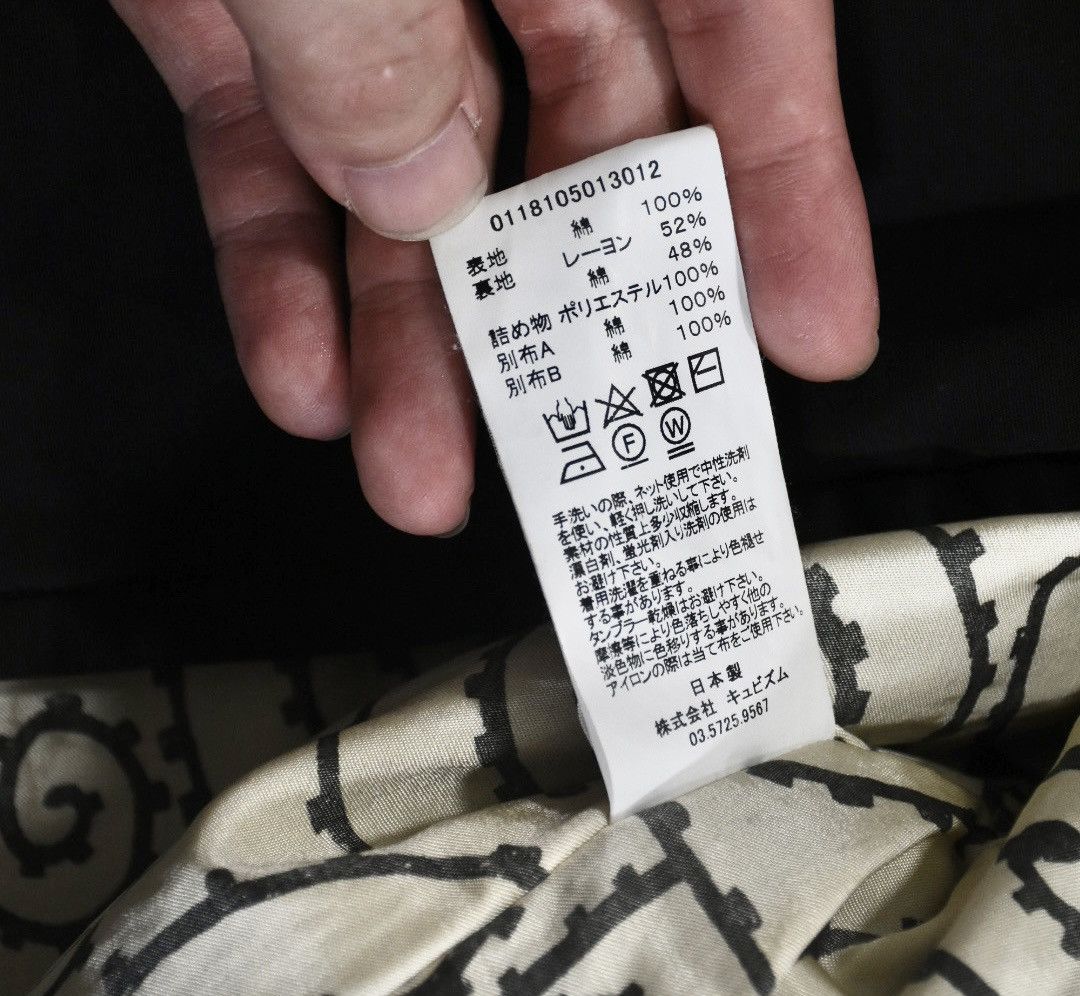 0118105013012
表地 綿 100%
裏地 レーヨン 52%
綿 48%
詰め物 ポリエステル100%
別布A 綿 100%
別布B 綿 100%
F W
手洗いの際、ネット使用で中性洗剤
を使い、軽く押し洗いして下さい。
素材の性質上多少収縮します。
漂白剤、蛍光剤入り洗剤の使用は
お避け下さい。
着用洗濯を重ねる事により色褪せ
する事があります。
タンブラー乾燥はお避け下さい。
摩擦等により色落ちしやすく他の
淡色物に色移りする事があります。
アイロンの際は当て布をご使用下さい。
日本製
株式会社 キュビズム
03.5725.9567